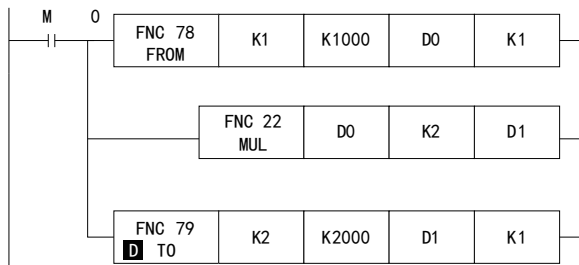 M 0
FNC 78 K1 K1000 D0 K1
FROM
FNC 22 D0 K2 D1
MUL
FNC 79 K2 K2000 D1 K1
D TO